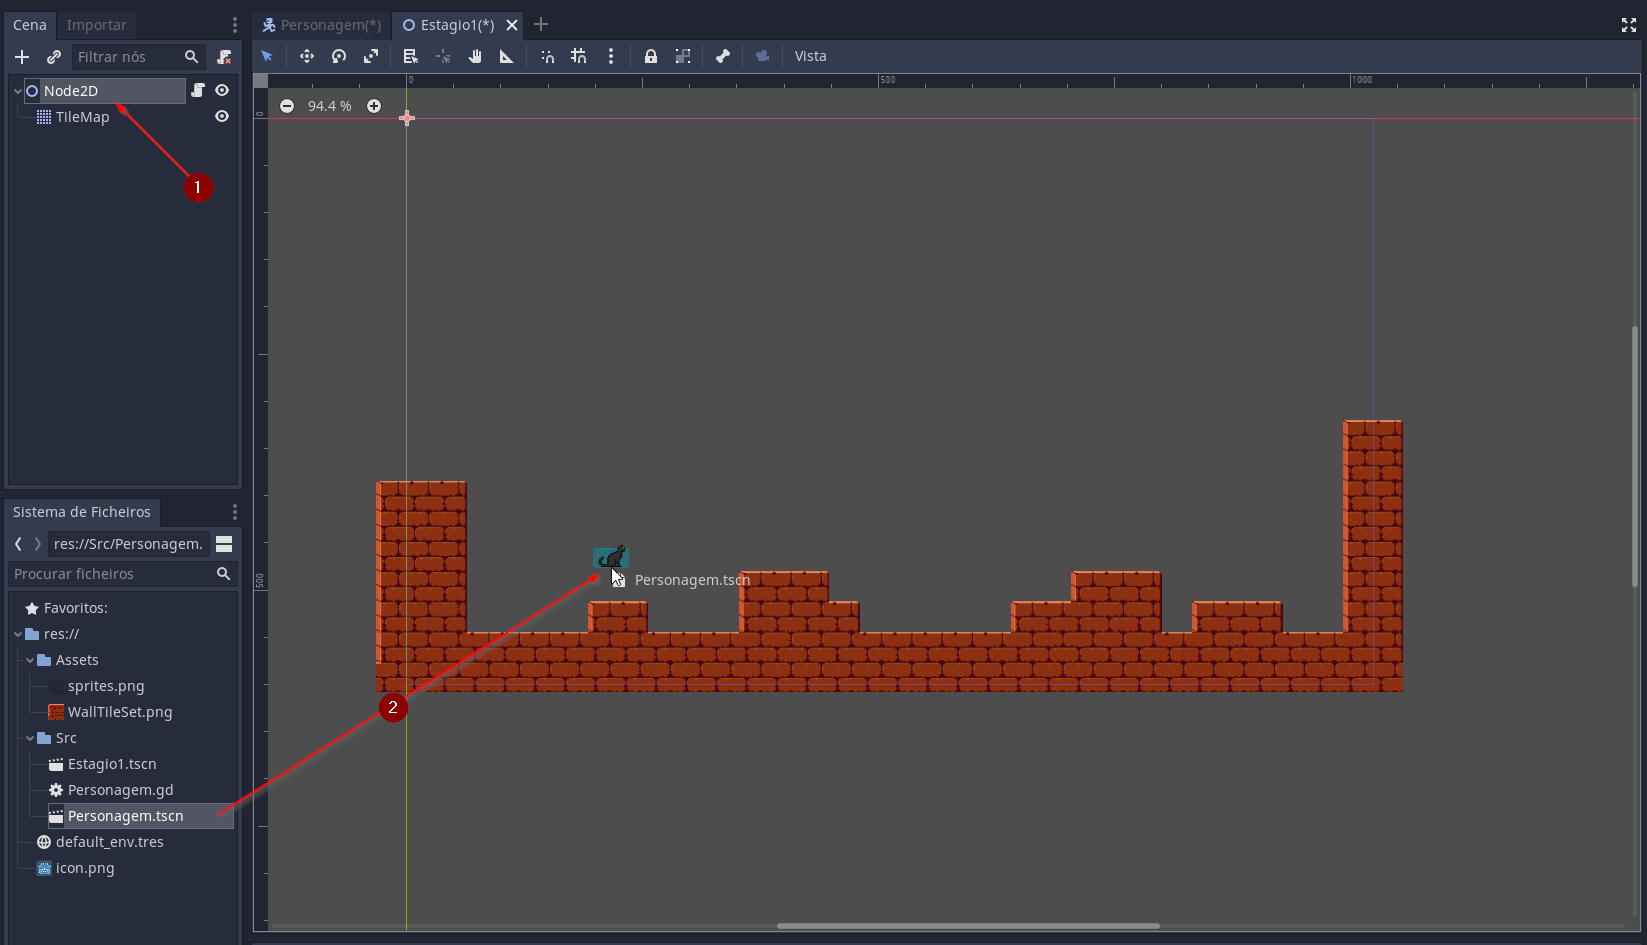 Cena
Importar
Personagem(*)
Estagio1(*)
Filtrar nós
Vista
Node2D
TileMap
1
0
500
1000
0
500
94.4 %
Personagem.tscn
2
Sistema de Ficheiros
res://Src/Personagem.
Procurar ficheiros
Favoritos:
res://
Assets
sprites.png
WallTileSet.png
Src
Estagio1.tscn
Personagem.gd
Personagem.tscn
default_env.tres
icon.png